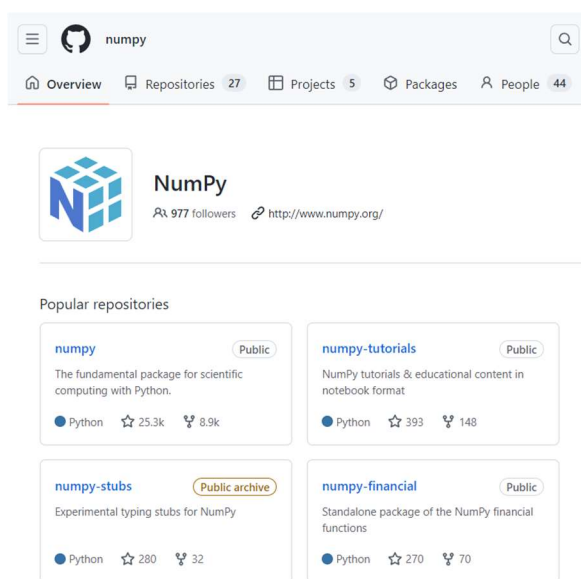 numpy
Overview Repositories 27 Projects 5 Packages People 44
N
NumPy
977 followers http://www.numpy.org/
Popular repositories
numpy Public
The fundamental package for scientific
computing with Python.
Python 25.3k 8.9k
numpy-tutorials Public
NumPy tutorials & educational content in
notebook format
Python 393 148
numpy-stubs Public archive
Experimental typing stubs for NumPy
Python 280 32
numpy-financial Public
Standalone package of the NumPy financial
functions
Python 270 70